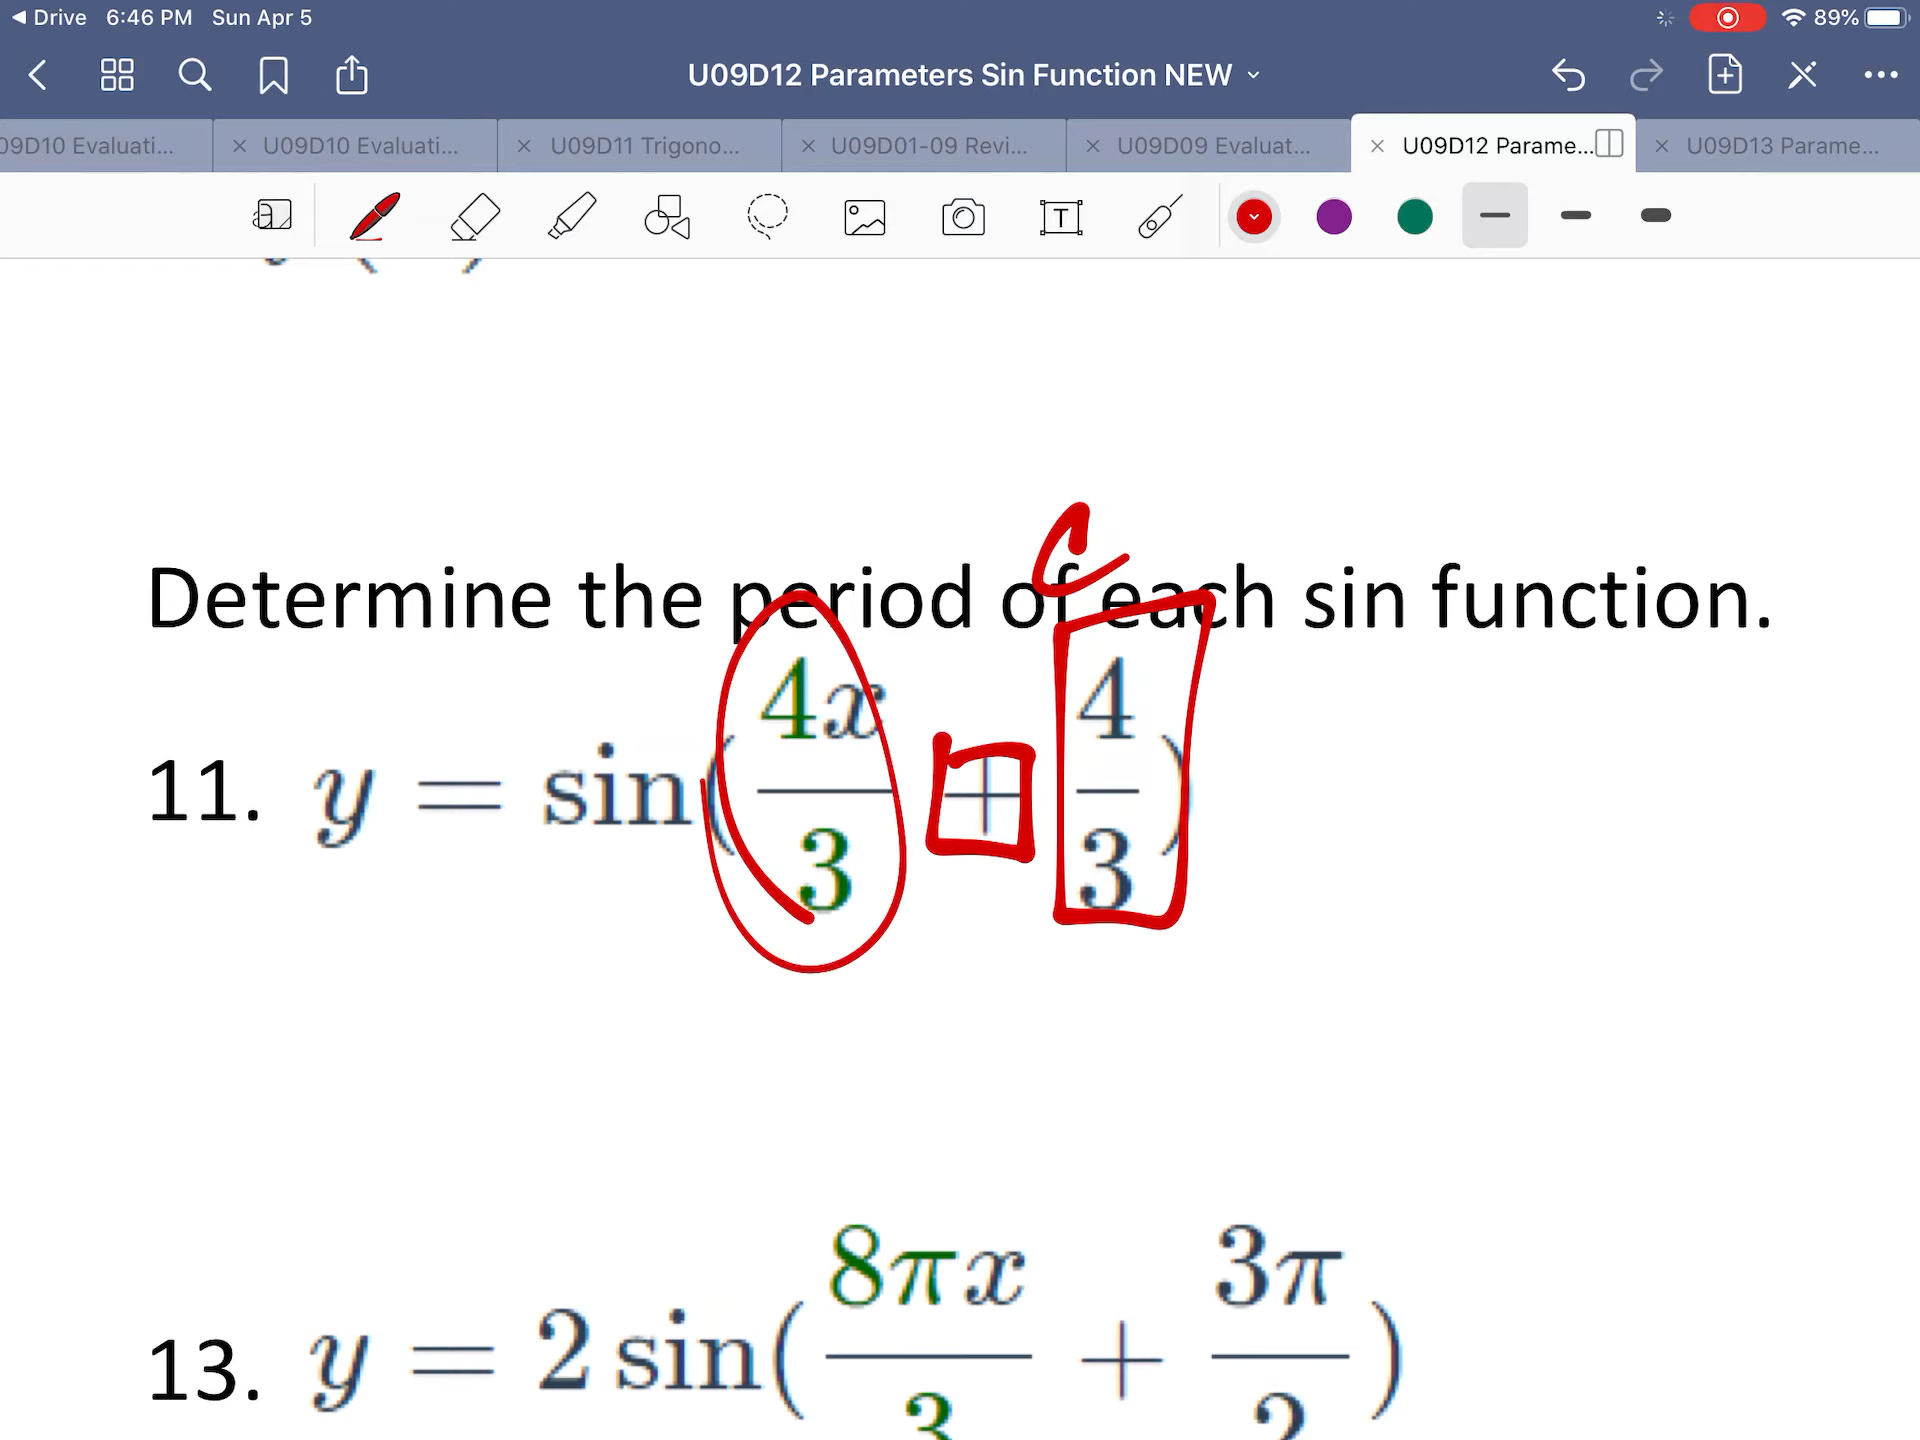 Drive 6:46 PM Sun Apr 5 89%
U09D12 Parameters Sin Function NEW
09D10 Evaluati... U09D10 Evaluati... U09D11 Trigono... U09D01-09 Revi... U09D09 Evaluat... U09D12 Parame... U09D13 Parame...
C
Determine the period of each sin function.
11. y = sin(4x/3 + 4/3)
13. y = 2 sin(8πx/3 + 3π/2)